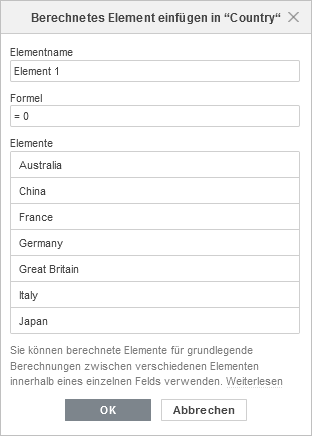 Berechnetes Element einfügen in “Country“
Elementname
Element 1
Formel
= 0
Elemente
Australia
China
France
Germany
Great Britain
Italy
Japan
Sie können berechnete Elemente für grundlegende
Berechnungen zwischen verschiedenen Elementen
innerhalb eines einzelnen Felds verwenden. Weiterlesen
OK
Abbrechen